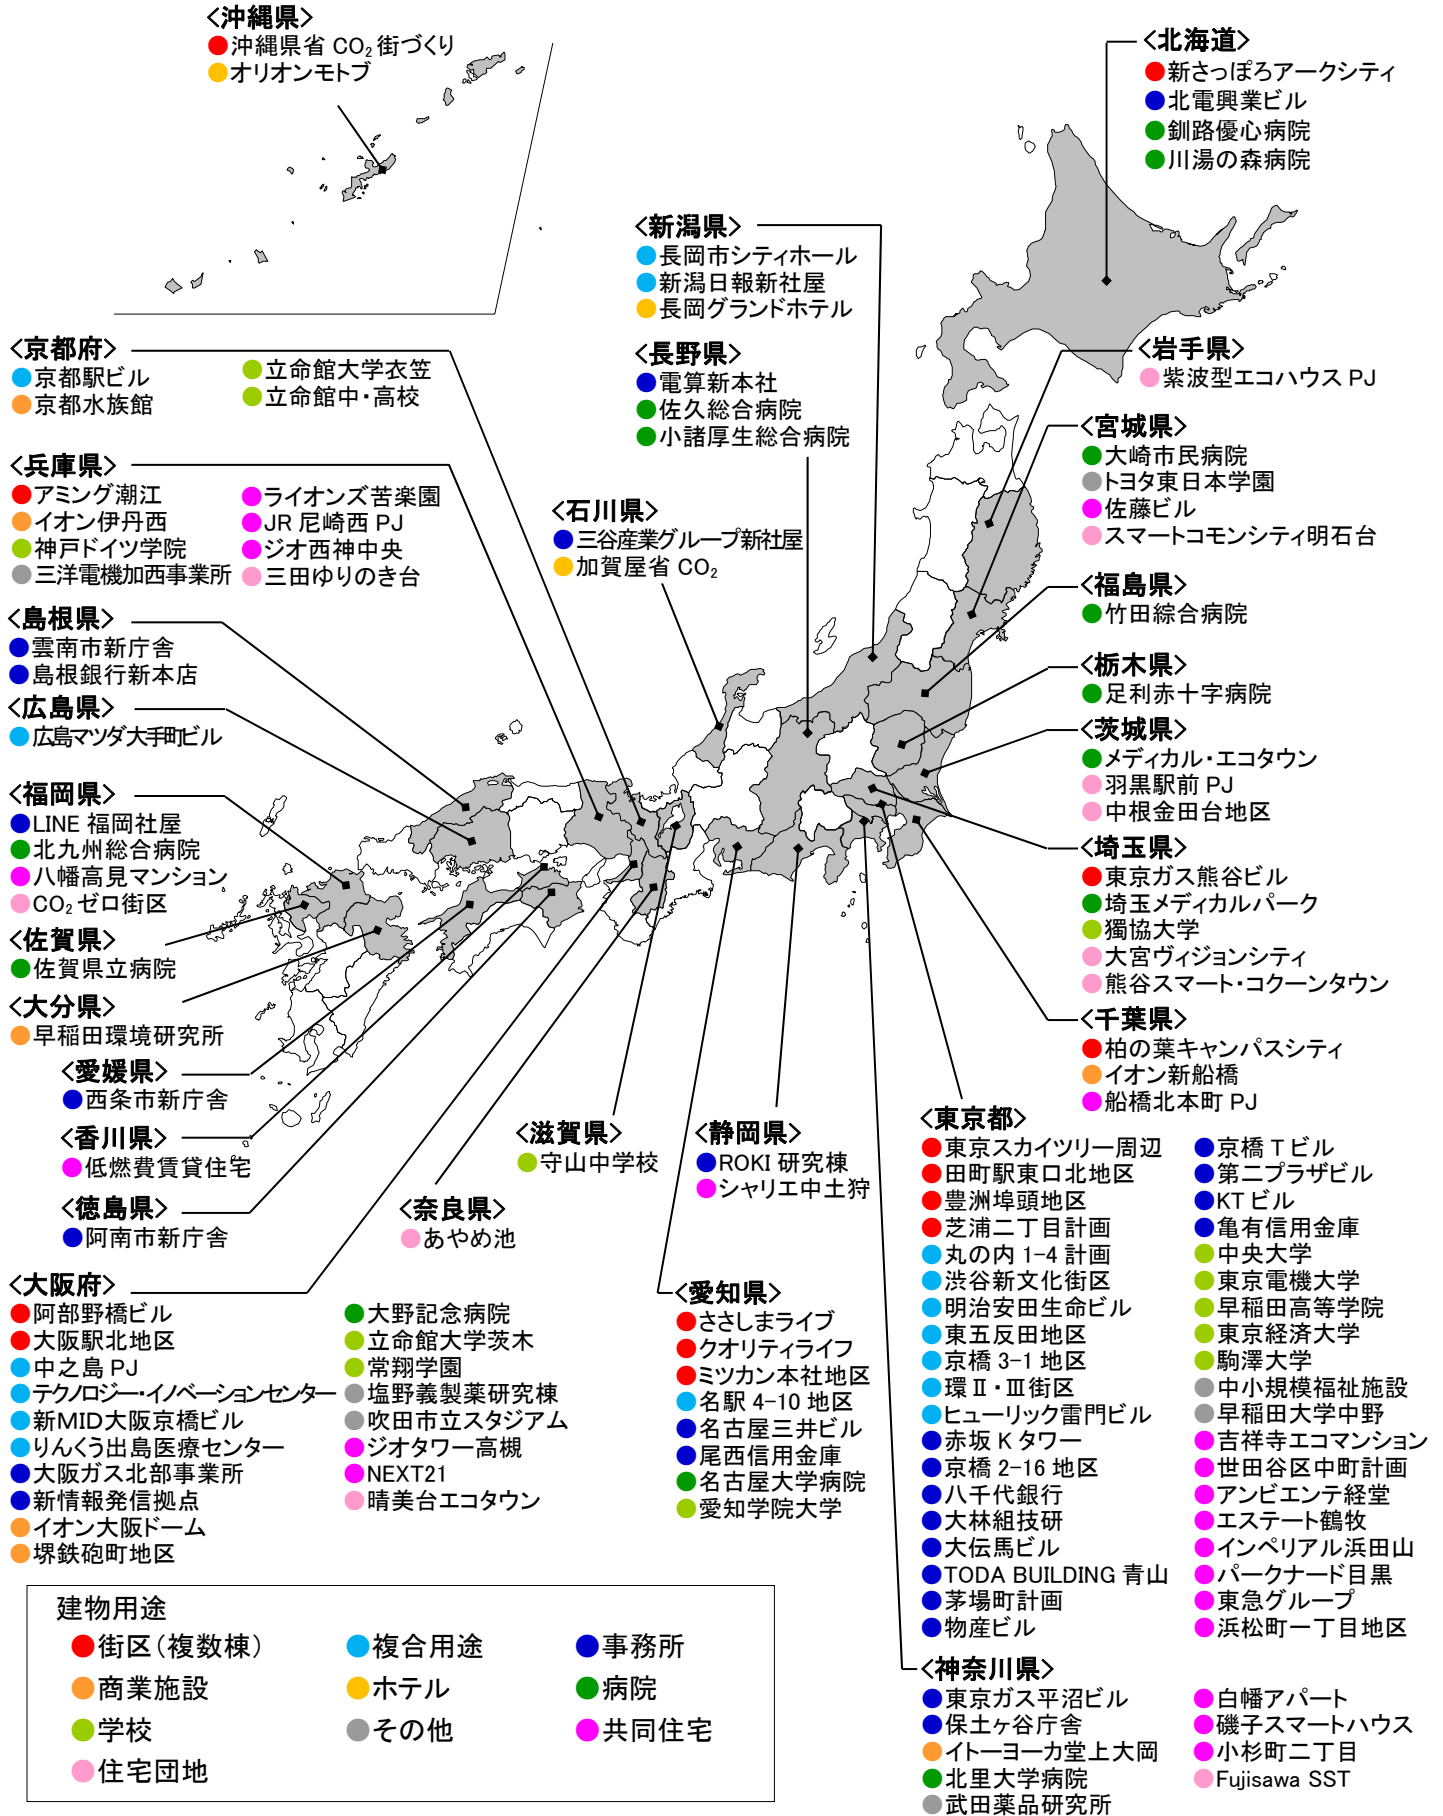 <沖縄県>
沖縄県省 CO₂ 街づくり
オリオンモトブ
<北海道>
新さっぽろアークシティ
北電興業ビル
釧路優心病院
川湯の森病院
<新潟県>
長岡市シティホール
新潟日報新社屋
長岡グランドホテル
<京都府>
京都駅ビル
京都水族館
立命館大学衣笠
立命館中・高校
<長野県>
電算新本社
佐久総合病院
小諸厚生総合病院
<岩手県>
紫波型エコハウス PJ
<宮城県>
大崎市民病院
トヨタ東日本学園
佐藤ビル
スマートコモンシティ明石台
<兵庫県>
アミング潮江
イオン伊丹西
神戸ドイツ学院
三洋電機加西事業所
ライオンズ苦楽園
JR 尼崎西 PJ
ジオ西神中央
三田ゆりのき台
<石川県>
三谷産業グループ新社屋
加賀屋省 CO₂
<福島県>
竹田綜合病院
<島根県>
雲南市新庁舎
島根銀行新本店
<栃木県>
足利赤十字病院
<広島県>
広島マツダ大手町ビル
<茨城県>
メディカル・エコタウン
羽黒駅前 PJ
中根金田台地区
<福岡県>
LINE 福岡社屋
北九州総合病院
八幡高見マンション
CO₂ ゼロ街区
<埼玉県>
東京ガス熊谷ビル
埼玉メディカルパーク
獨協大学
大宮ヴィジョンシティ
熊谷スマート・コクーンタウン
<佐賀県>
佐賀県立病院
<大分県>
早稲田環境研究所
<千葉県>
柏の葉キャンパスシティ
イオン新船橋
船橋北本町 PJ
<愛媛県>
西条市新庁舎
<香川県>
低燃費賃貸住宅
<徳島県>
阿南市新庁舎
<奈良県>
あやめ池
<滋賀県>
守山中学校
<静岡県>
ROKI 研究棟
シャリエ中土狩
<東京都>
東京スカイツリー周辺
田町駅東口北地区
豊洲埠頭地区
芝浦二丁目計画
丸の内 1-4 計画
渋谷新文化街区
明治安田生命ビル
東五反田地区
京橋 3-1 地区
環Ⅱ・Ⅲ街区
ヒューリック雷門ビル
赤坂 K タワー
京橋 2-16 地区
八千代銀行
大林組技研
大伝馬ビル
TODA BUILDING 青山
茅場町計画
物産ビル
京橋 T ビル
第二プラザビル
KT ビル
亀有信用金庫
中央大学
東京電機大学
早稲田高等学院
東京経済大学
駒澤大学
中小規模福祉施設
早稲田大学中野
吉祥寺エコマンション
世田谷区中町計画
アンビエンテ経堂
エステート鶴牧
インペリアル浜田山
パークナード目黒
東急グループ
浜松町一丁目地区
<大阪府>
阿部野橋ビル
大阪駅北地区
中之島 PJ
テクノロジー・イノベーションセンター
新MID大阪京橋ビル
りんくう出島医療センター
大阪ガス北部事業所
新情報発信拠点
イオン大阪ドーム
堺鉄砲町地区
大野記念病院
立命館大学茨木
常翔学園
塩野義製薬研究棟
吹田市立スタジアム
ジオタワー高槻
NEXT21
晴美台エコタウン
<愛知県>
ささしまライブ
クオリティライフ
ミツカン本社地区
名駅 4-10 地区
名古屋三井ビル
尾西信用金庫
名古屋大学病院
愛知学院大学
<神奈川県>
東京ガス平沼ビル
保土ヶ谷庁舎
イトーヨーカ堂上大岡
北里大学病院
武田薬品研究所
白幡アパート
磯子スマートハウス
小杉町二丁目
Fujisawa SST
建物用途
街区(複数棟)
複合用途
事務所
商業施設
ホテル
病院
学校
その他
共同住宅
住宅団地